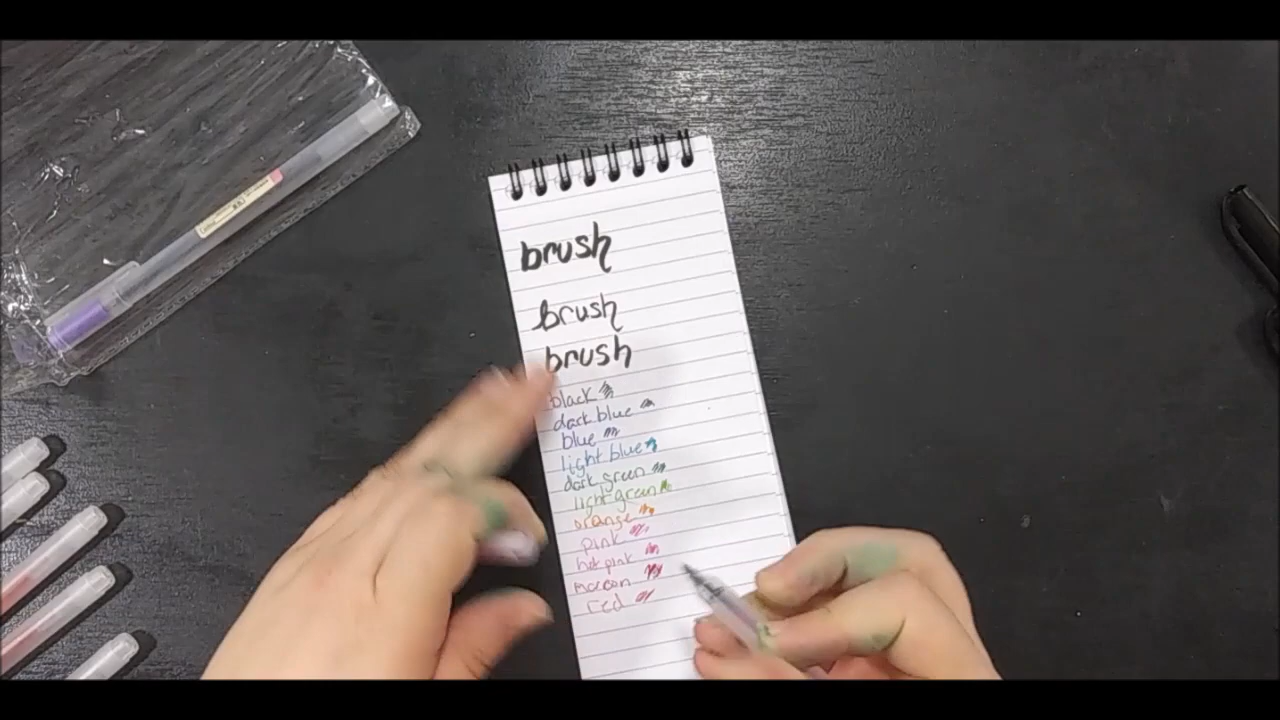 brush
brush
brush
black
dark blue
blue
light blue
dark green
light green
orange
pink
hot pink
maroon
red